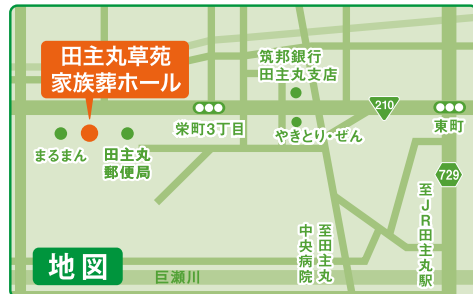 田主丸草苑
家族葬ホール
筑邦銀行
田主丸支店
210
栄町3丁目
やきとり・ぜん
東町
まるまん
田主丸
郵便局
729
至JR田主丸駅
至田主丸
中央病院
地図
巨瀬川